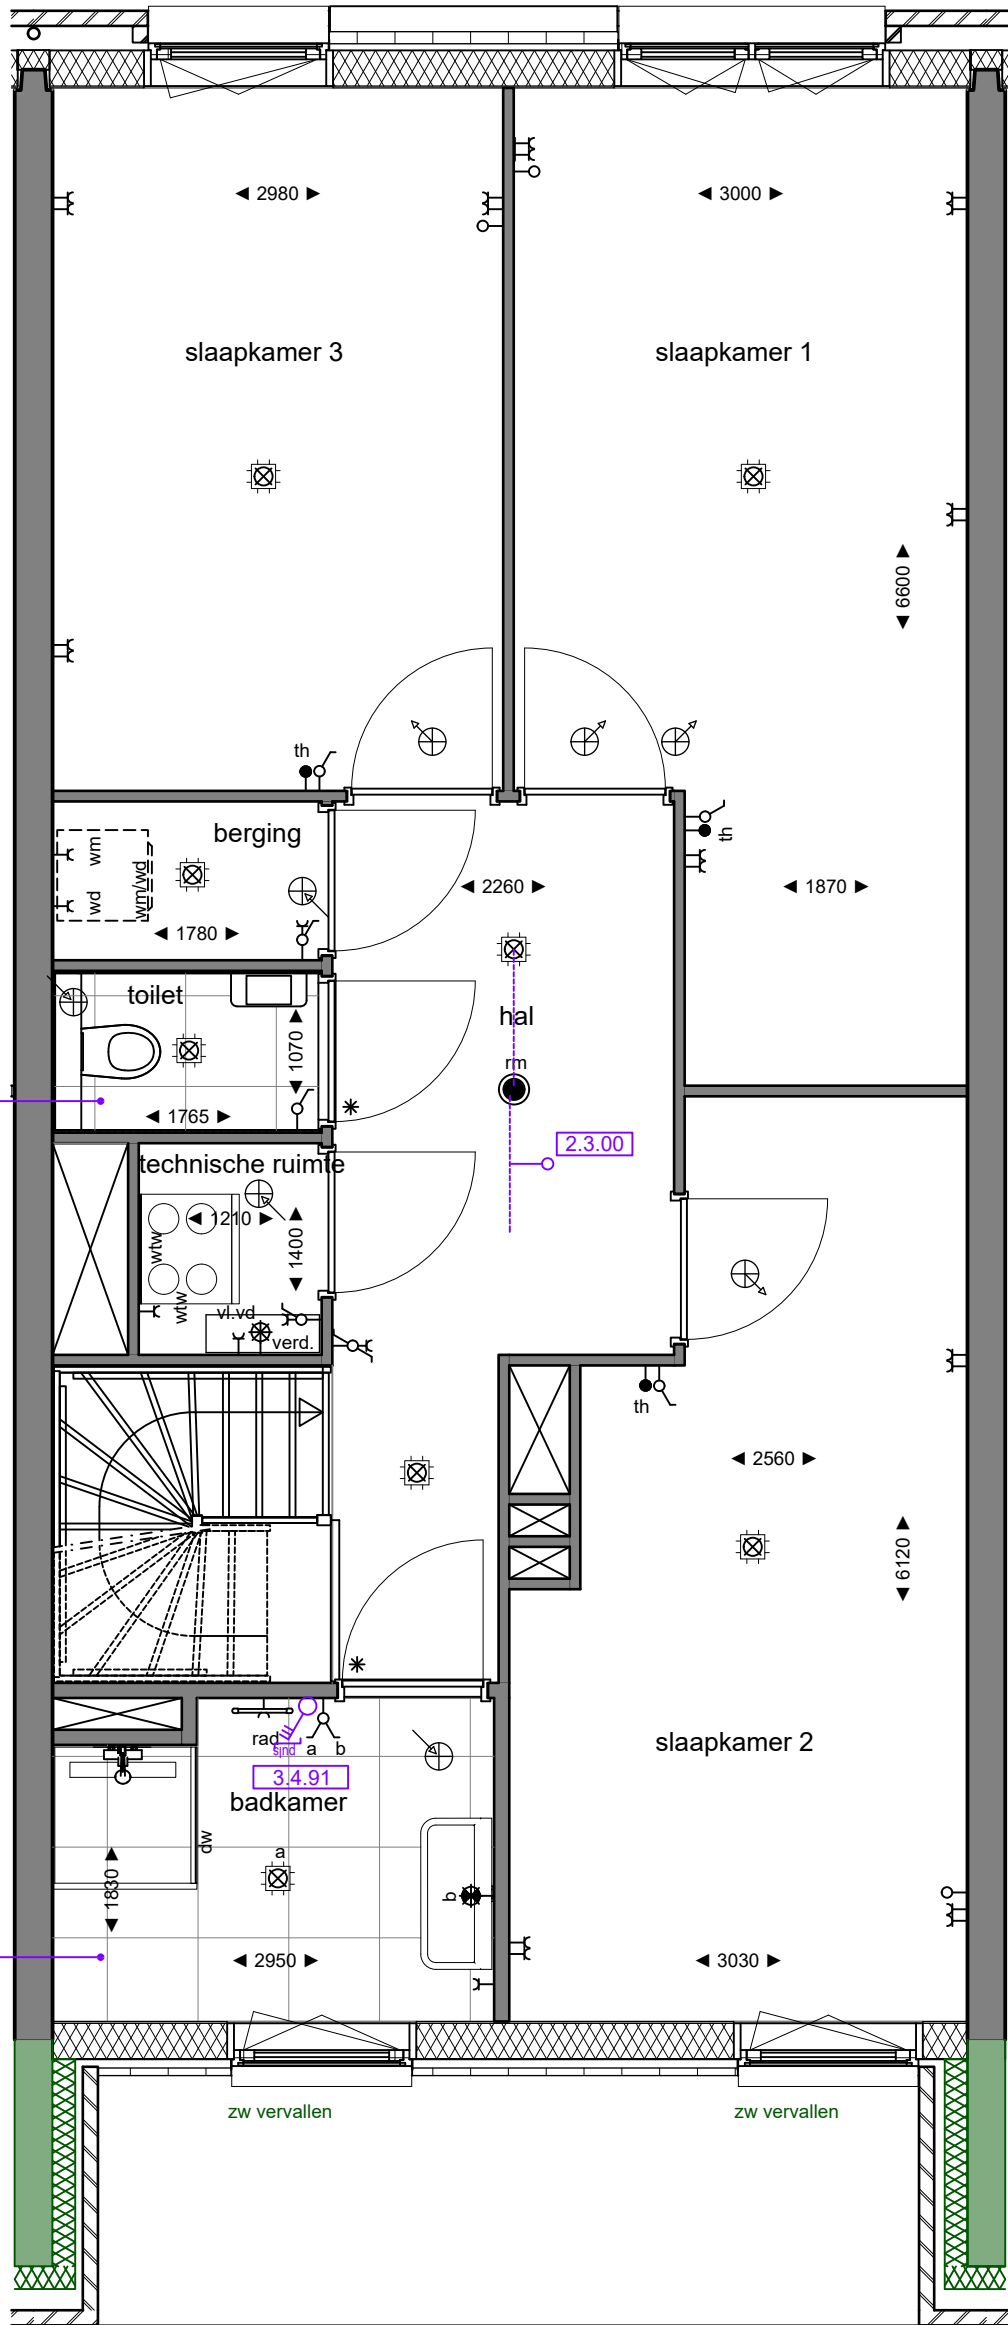 2980
3000
slaapkamer 3
slaapkamer 1
6600
th
berging
wm
wd
wm/wd
1780
2260
th
1870
toilet
1070
1765
hal
rm
2.3.00
technische ruimte
1210
1400
wtw
wtw
vl.vd
verd.
th
2560
6120
slaapkamer 2
rad
sjnd
a
b
3.4.91
badkamer
dw
a
1830
b
2950
3030
zw vervallen
zw vervallen